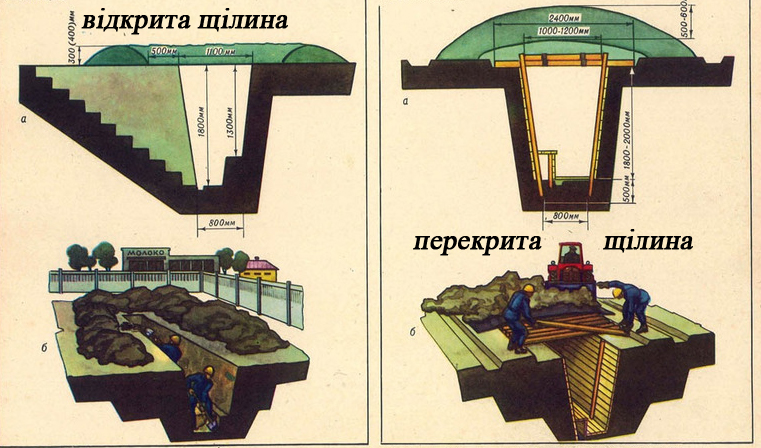 відкрита щілина
300 (400)мм
500мм
1100мм
1800мм
1300мм
800мм
а
МОЛОКО
б
2400мм
1000-1200мм
500-600
1800-2000мм
500мм
800мм
а
перекрита щілина
б